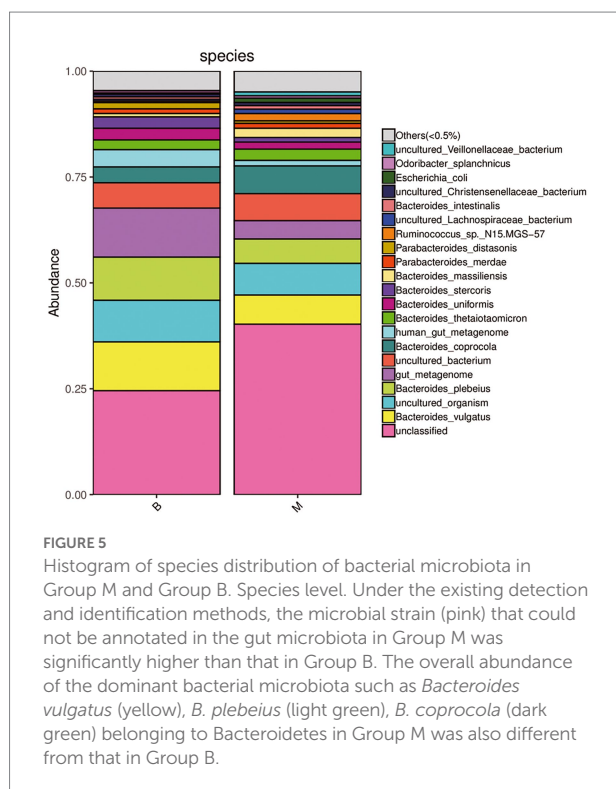 species
1.00
0.75
0.50
0.25
0.00
Abundance
B
M
Others(<0.5%)
uncultured_Veillonellaceae_bacterium
Odoribacter_splanchnicus
Escherichia_coli
uncultured_Christensenellaceae_bacterium
Bacteroides_intestinalis
uncultured_Lachnospiraceae_bacterium
Ruminococcus_sp._N15.MGS-57
Parabacteroides_distasonis
Parabacteroides_merdae
Bacteroides_massiliensis
Bacteroides_stercoris
Bacteroides_uniformis
Bacteroides_thetaiotaomicron
human_gut_metagenome
Bacteroides_coprocola
uncultured_bacterium
gut_metagenome
Bacteroides_plebeius
uncultured_organism
Bacteroides_vulgatus
unclassified
FIGURE 5
Histogram of species distribution of bacterial microbiota in
Group M and Group B. Species level. Under the existing detection
and identification methods, the microbial strain (pink) that could
not be annotated in the gut microbiota in Group M was
significantly higher than that in Group B. The overall abundance
of the dominant bacterial microbiota such as Bacteroides
vulgatus (yellow), B. plebeius (light green), B. coprocola (dark
green) belonging to Bacteroidetes in Group M was also different
from that in Group B.